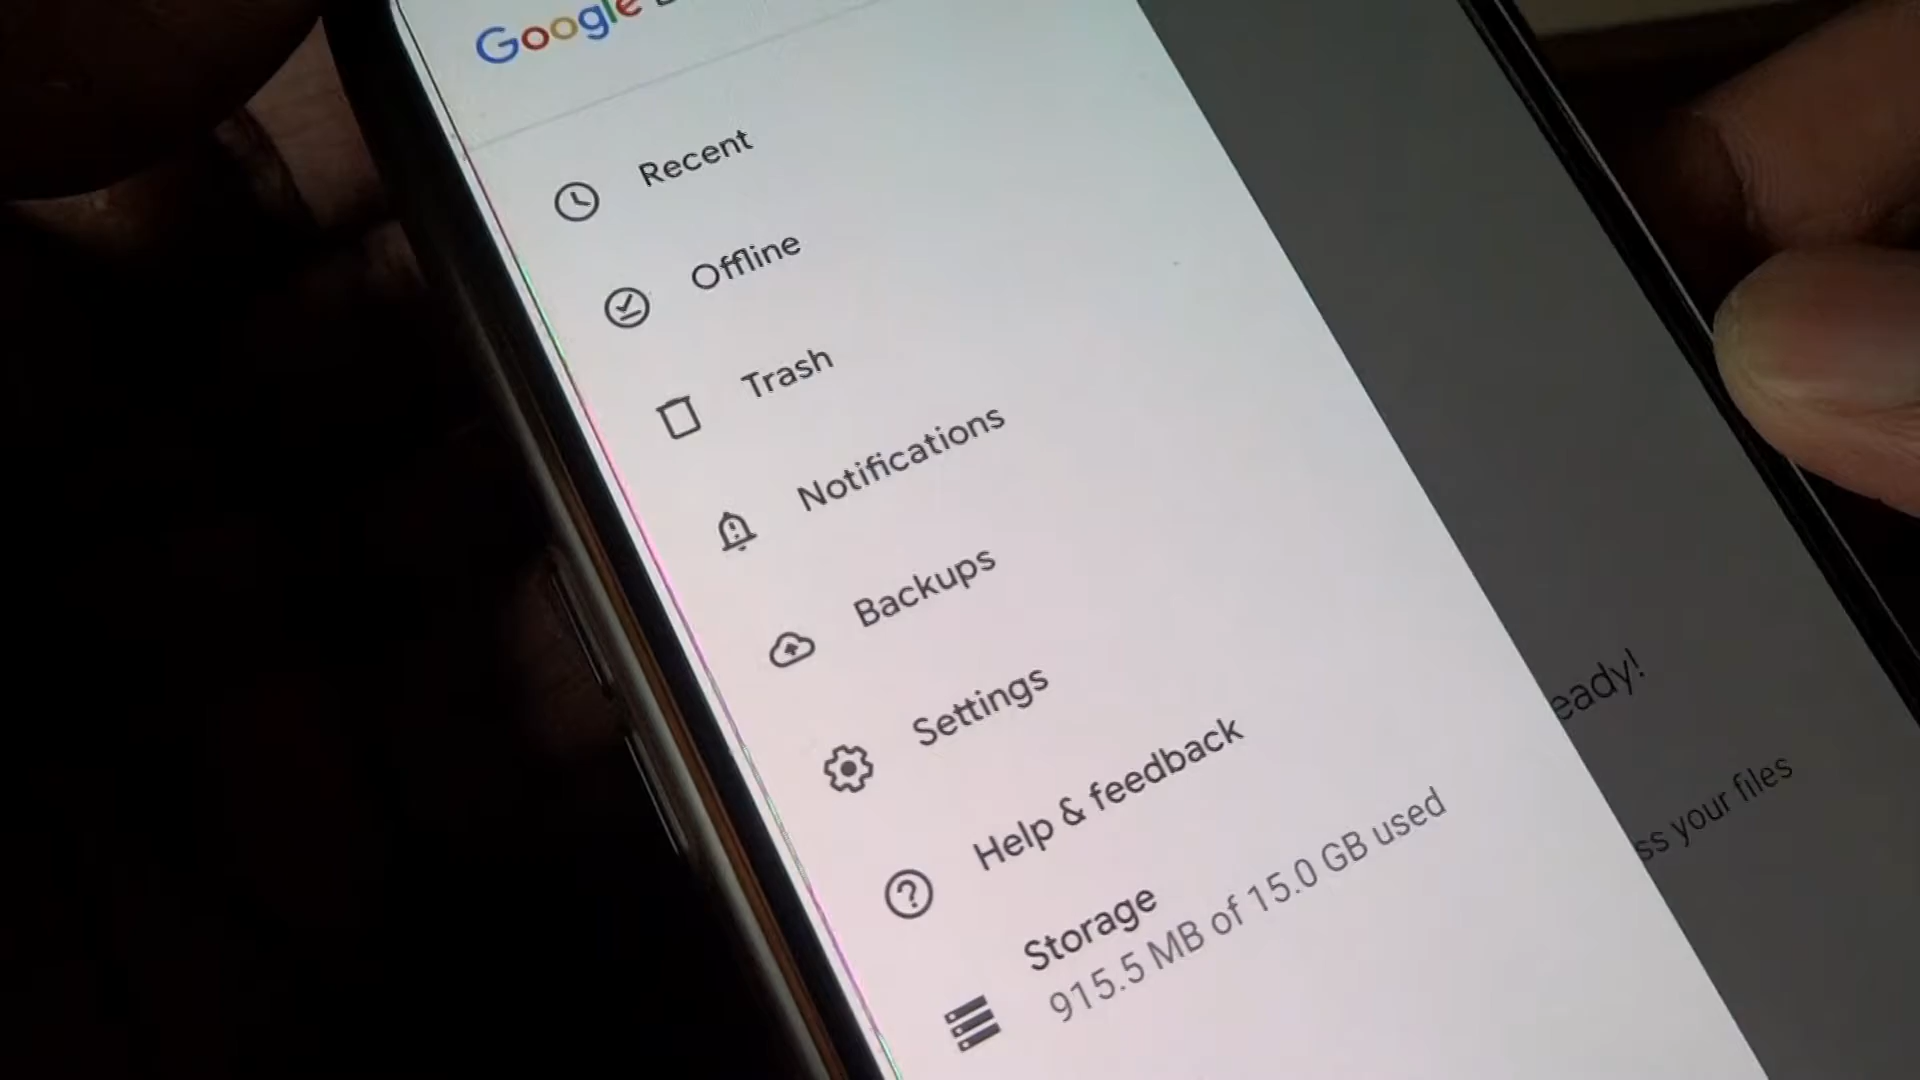 Google
Recent
Offline
Trash
Notifications
Backups
Settings
Help & feedback
Storage
915.5 MB of 15.0 GB used
eady!
ss your files